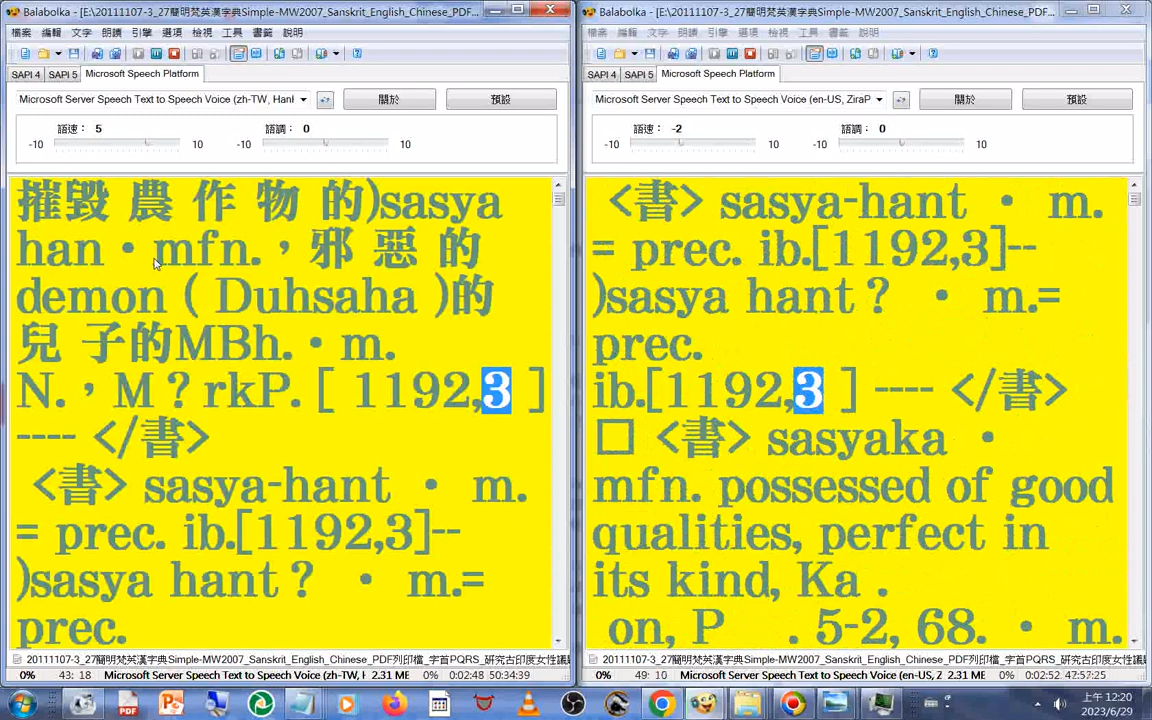 Balabolka - [E:\20111107-3_27簡明梵英漢字典Simple-MW2007_Sanskrit_English_Chinese_PDF...
檔案 編輯 文字 朗讀 引擎 選項 檢視 工具 書籤 說明
SAPI 4 SAPI 5 Microsoft Speech Platform
Microsoft Server Speech Text to Speech Voice (zh-TW, Hanl 關於 預設
語速： 5 語調： 0
-10 10 -10 10
摧毀 農 作 物 的)sasya
han・mfn.，邪 惡 的
demon ( Duhsaha )的
兒 子的MBh.・m.
N.，M？rkP. [ 1192,3 ]
---- </書>
<書> sasya-hant ・ m.
= prec. ib.[1192,3]--
)sasya hant？ ・ m.=
prec.
20111107-3_27簡明梵英漢字典Simple-MW2007_Sanskrit_English_Chinese_PDF列印檔_字首PQRS_研究古印度女性議
0% 43: 18 Microsoft Server Speech Text to Speech Voice (zh-TW, H 2.31 ME 0% 0:02:48 50:34:39
Balabolka - [E:\20111107-3_27簡明梵英漢字典Simple-MW2007_Sanskrit_English_Chinese_PDF...
檔案 編輯 文字 朗讀 引擎 選項 檢視 工具 書籤 說明
SAPI 4 SAPI 5 Microsoft Speech Platform
Microsoft Server Speech Text to Speech Voice (en-US, ZiraP 關於 預設
語速： -2 語調： 0
-10 10 -10 10
<書> sasya-hant ・ m.
= prec. ib.[1192,3]--
)sasya hant？ ・ m.=
prec.
ib.[1192,3 ] ---- </書>
□ <書> sasyaka ・
mfn. possessed of good
qualities, perfect in
its kind, Ka .
on, P . 5-2, 68. ・ m.
20111107-3_27簡明梵英漢字典Simple-MW2007_Sanskrit_English_Chinese_PDF列印檔_字首PQRS_研究古印度女性議
0% 49: 10 Microsoft Server Speech Text to Speech Voice (en-US, Z 2.31 ME 0% 0:02:52 47:57:25
上午 12:20
2023/6/29